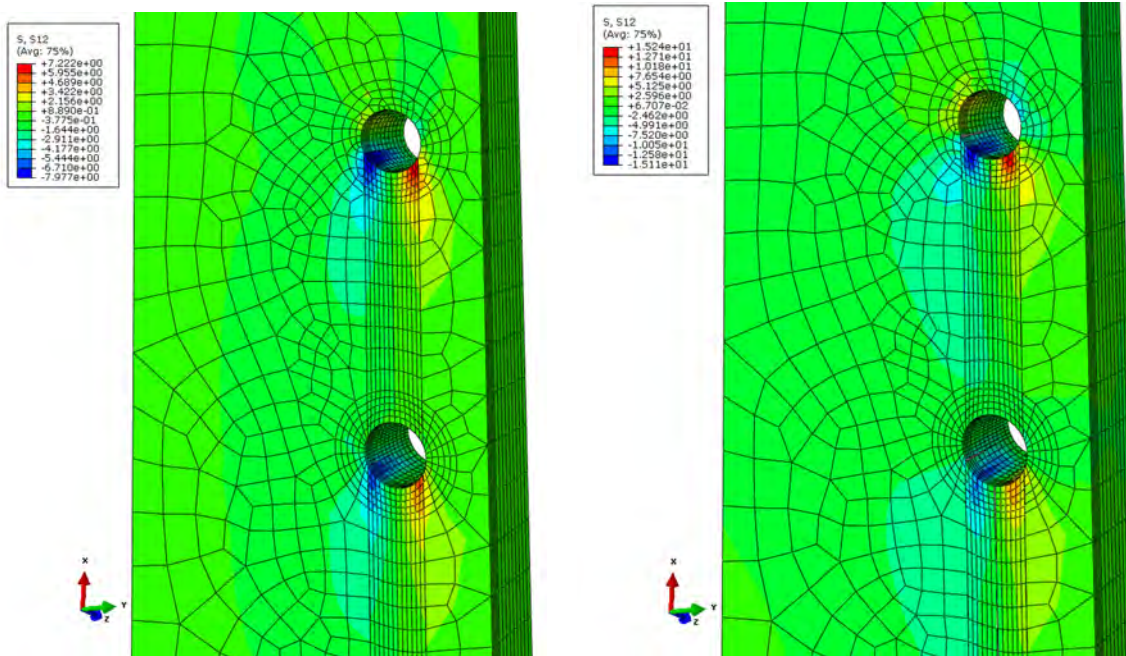 S, S12
(Avg: 75%)
+7.222e+00
+5.955e+00
+4.689e+00
+3.422e+00
+2.156e+00
+8.890e-01
-3.775e-01
-1.644e+00
-2.911e+00
-4.177e+00
-5.444e+00
-6.710e+00
-7.977e+00
X
Y
Z
S, S12
(Avg: 75%)
+1.524e+01
+1.271e+01
+1.018e+01
+7.654e+00
+5.125e+00
+2.596e+00
+6.707e-02
-2.462e+00
-4.991e+00
-7.520e+00
-1.005e+01
-1.258e+01
-1.511e+01
X
Y
Z